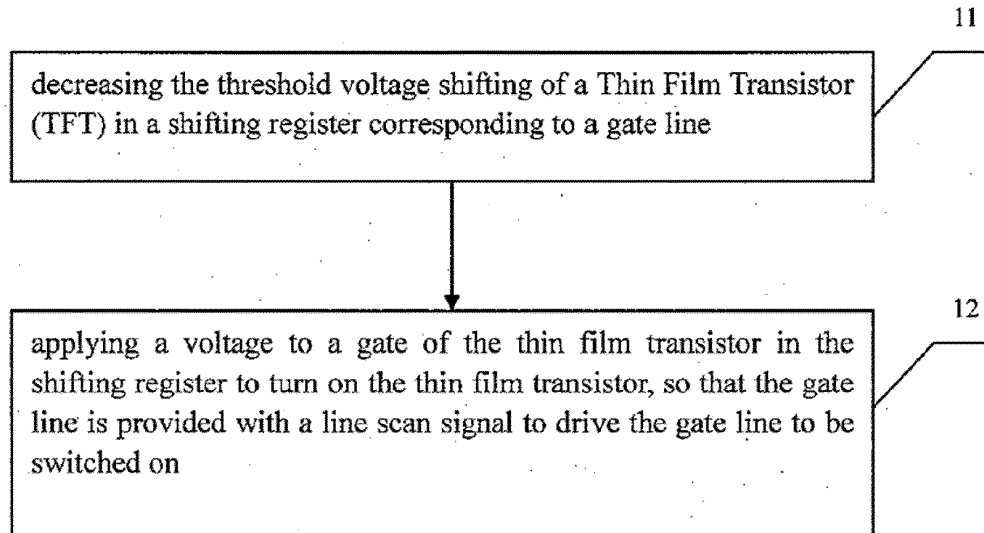 11
decreasing the threshold voltage shifting of a Thin Film Transistor
(TFT) in a shifting register corresponding to a gate line
12
applying a voltage to a gate of the thin film transistor in the
shifting register to turn on the thin film transistor, so that the gate
line is provided with a line scan signal to drive the gate line to be
switched on